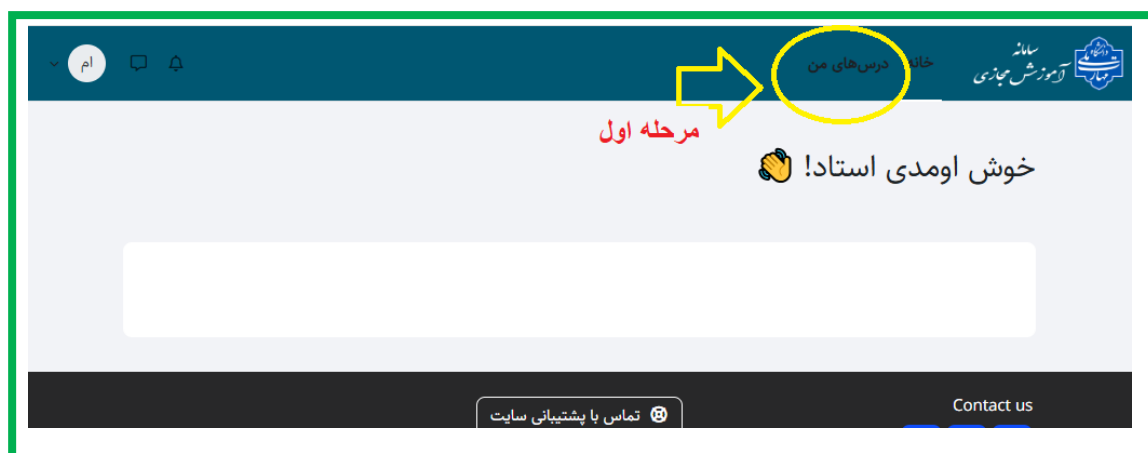 سامانه
آموزش مجازی
خانه
درس‌های من
ام
مرحله اول
خوش اومدی استاد! 👋
Contact us
تماس با پشتیبانی سایت